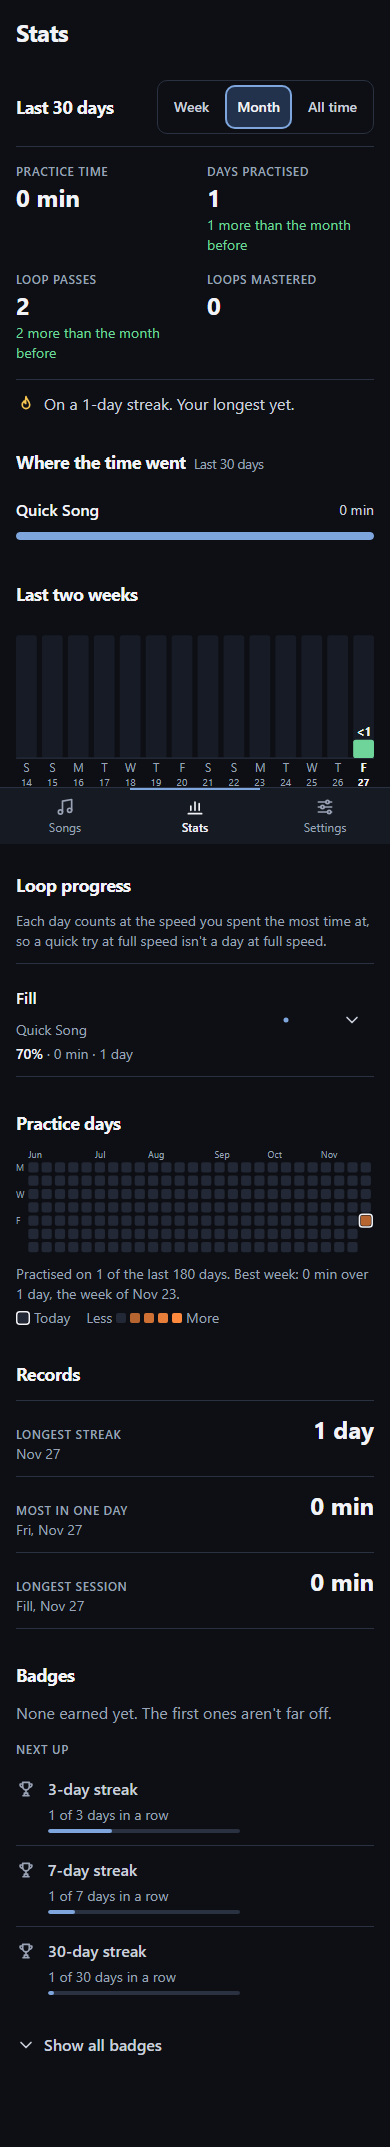 Stats
Last 30 days
Week Month All time
PRACTICE TIME
0 min
DAYS PRACTISED
1
1 more than the month
before
LOOP PASSES
2
2 more than the month
before
LOOPS MASTERED
0
On a 1-day streak. Your longest yet.
Where the time went Last 30 days
Quick Song 0 min
Last two weeks
<1
S S M T W T F S S M T W T F
14 15 16 17 18 19 20 21 22 23 24 25 26 27
Songs Stats Settings
Loop progress
Each day counts at the speed you spent the most time at,
so a quick try at full speed isn't a day at full speed.
Fill
Quick Song
70% · 0 min · 1 day
Practice days
Jun Jul Aug Sep Oct Nov
M
W
F
Practised on 1 of the last 180 days. Best week: 0 min over
1 day, the week of Nov 23.
Today Less More
Records
LONGEST STREAK 1 day
Nov 27
MOST IN ONE DAY 0 min
Fri, Nov 27
LONGEST SESSION 0 min
Fill, Nov 27
Badges
None earned yet. The first ones aren't far off.
NEXT UP
3-day streak
1 of 3 days in a row
7-day streak
1 of 7 days in a row
30-day streak
1 of 30 days in a row
Show all badges